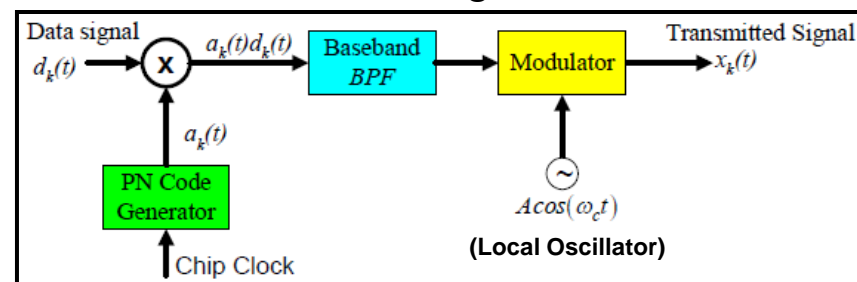 Data signal
d_k(t)
X
a_k(t)d_k(t)
Baseband
BPF
Modulator
Transmitted Signal
x_k(t)
a_k(t)
PN Code
Generator
Chip Clock
~
Acos(ω_c t)
(Local Oscillator)